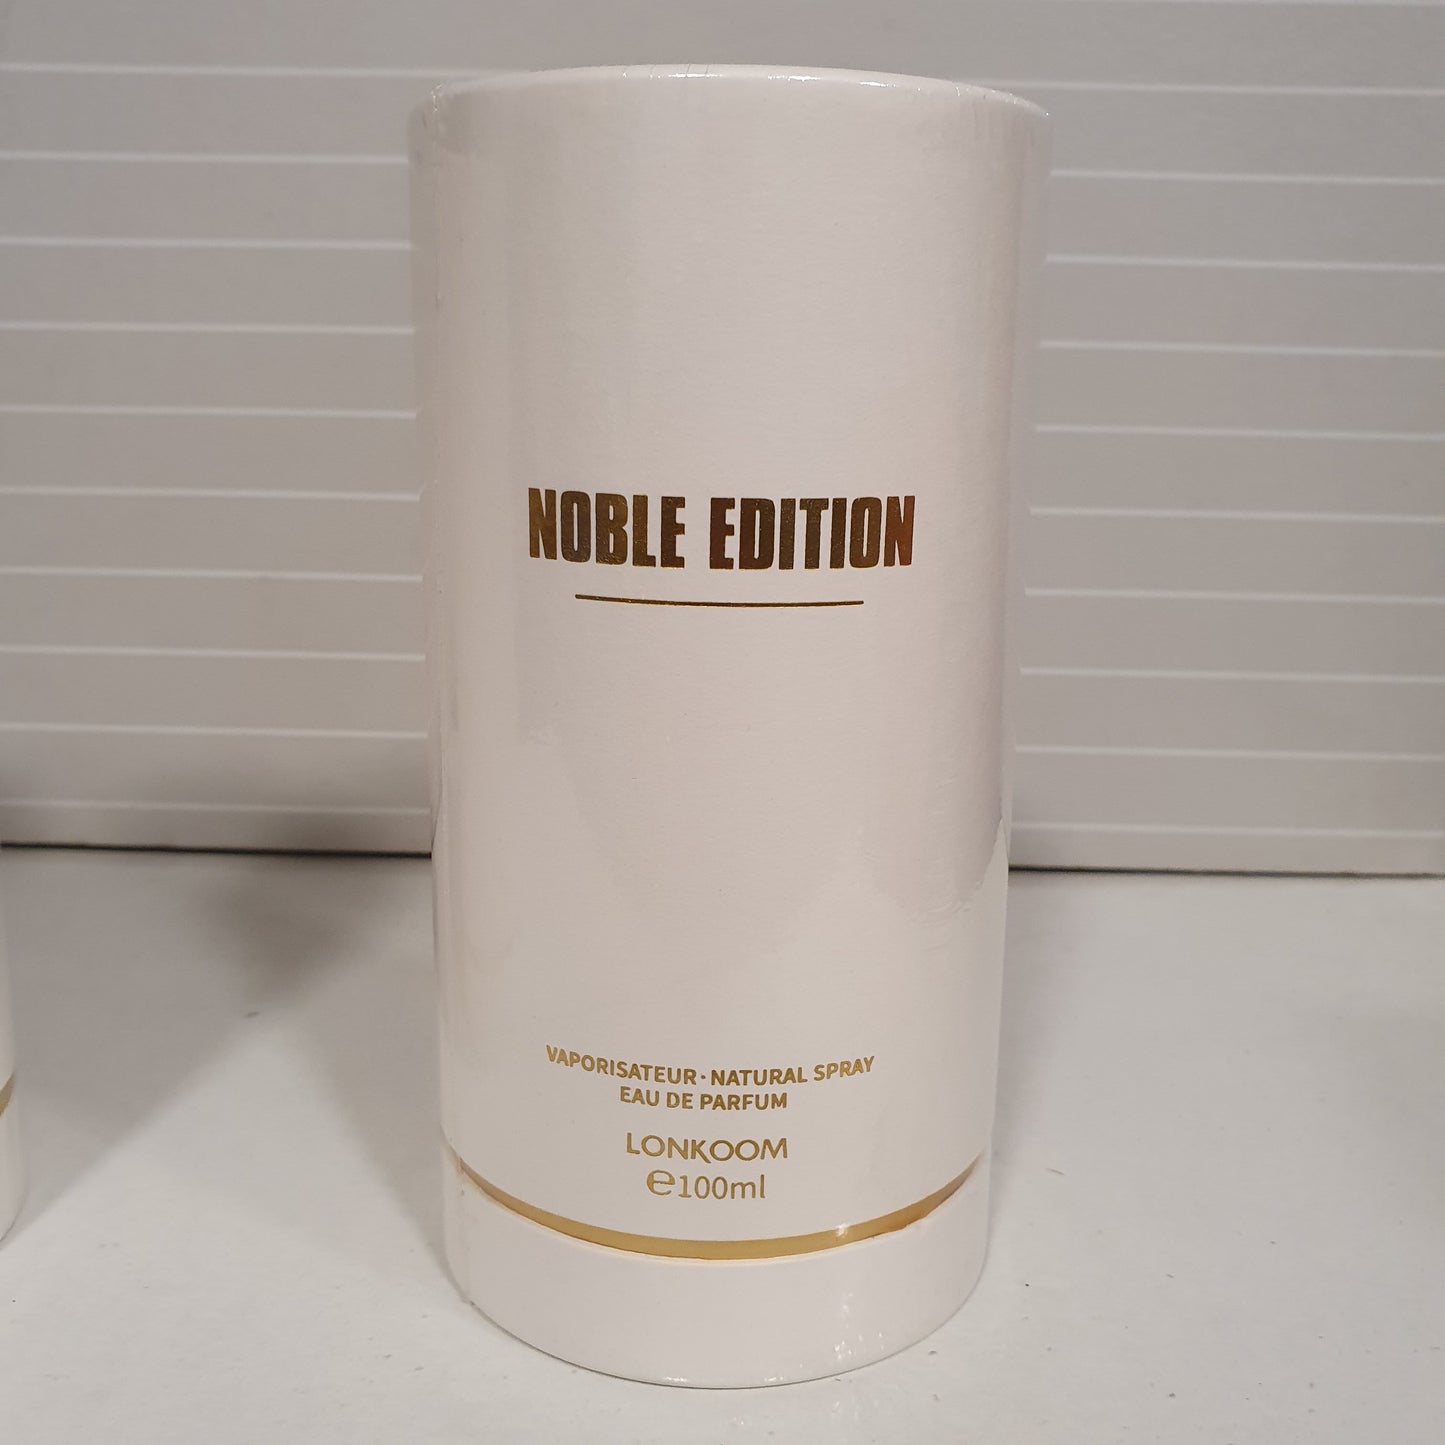 NOBLE EDITION
VAPORISATEUR·NATURAL SPRAY
EAU DE PARFUM
LONKOOM
℮100ml